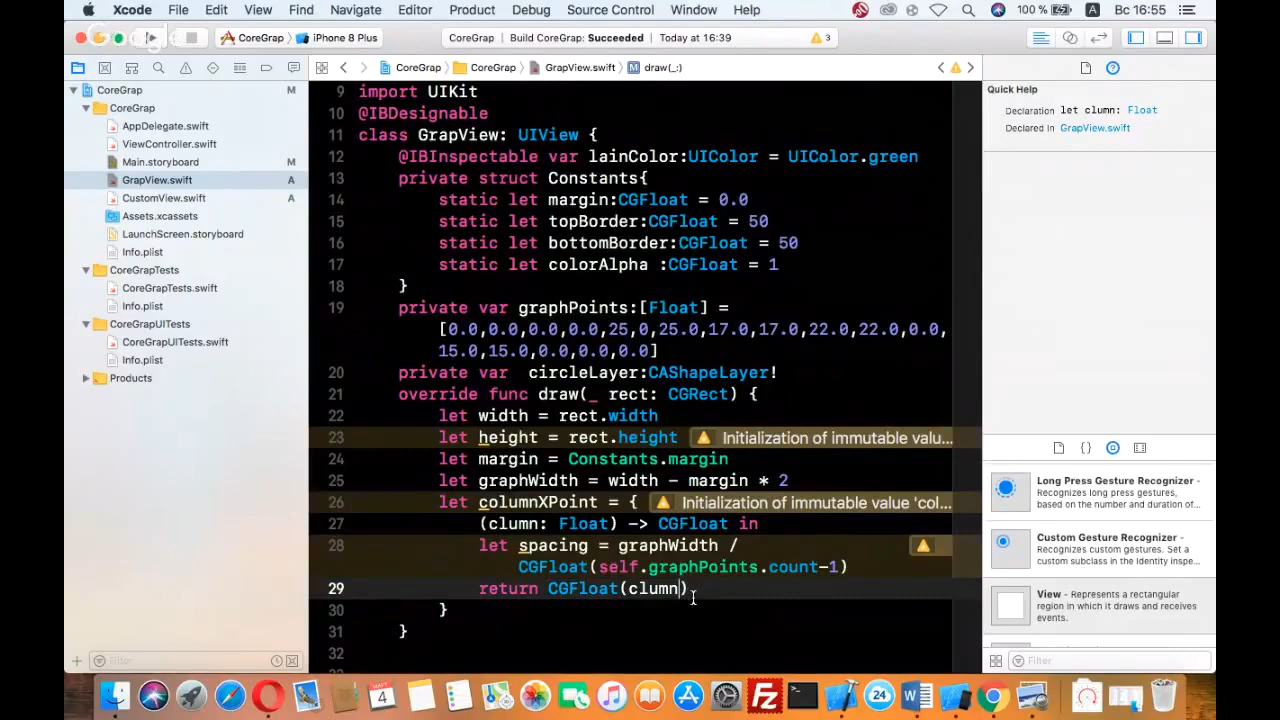 Xcode File Edit View Find Navigate Editor Product Debug Source Control Window Help 100 % A Вс 16:55
CoreGrap iPhone 8 Plus CoreGrap Build CoreGrap: Succeeded Today at 16:39 3
CoreGrap CoreGrap GrapView.swift draw(_:)
CoreGrap M
CoreGrap
AppDelegate.swift
ViewController.swift
Main.storyboard M
GrapView.swift A
CustomView.swift A
Assets.xcassets
LaunchScreen.storyboard
Info.plist
CoreGrapTests
CoreGrapTests.swift
Info.plist
CoreGrapUITests
CoreGrapUITests.swift
Info.plist
Products
Filter
9 import UIKit
10 @IBDesignable
11 class GrapView: UIView {
12 @IBInspectable var lainColor:UIColor = UIColor.green
13 private struct Constants{
14 static let margin:CGFloat = 0.0
15 static let topBorder:CGFloat = 50
16 static let bottomBorder:CGFloat = 50
17 static let colorAlpha :CGFloat = 1
18 }
19 private var graphPoints:[Float] =
[0.0,0.0,0.0,0.0,25,0,25.0,17.0,17.0,22.0,22.0,0.0,
15.0,15.0,0.0,0.0,0.0]
20 private var circleLayer:CAShapeLayer!
21 override func draw(_ rect: CGRect) {
22 let width = rect.width
23 let height = rect.height Initialization of immutable valu...
24 let margin = Constants.margin
25 let graphWidth = width - margin * 2
26 let columnXPoint = { Initialization of immutable value 'col...
27 (clumn: Float) -> CGFloat in
28 let spacing = graphWidth /
CGFloat(self.graphPoints.count-1)
29 return CGFloat(clumn)
30 }
31 }
32
Quick Help
Declaration let clumn: Float
Declared In GrapView.swift
{ }
Long Press Gesture Recognizer -
Recognizes long press gestures,
based on the number and duration of...
Custom Gesture Recognizer -
Recognizes custom gestures. Set a
custom subclass in the identity inspe...
View - Represents a rectangular
region in which it draws and receives
events.
Filter
МАРТ
4
24